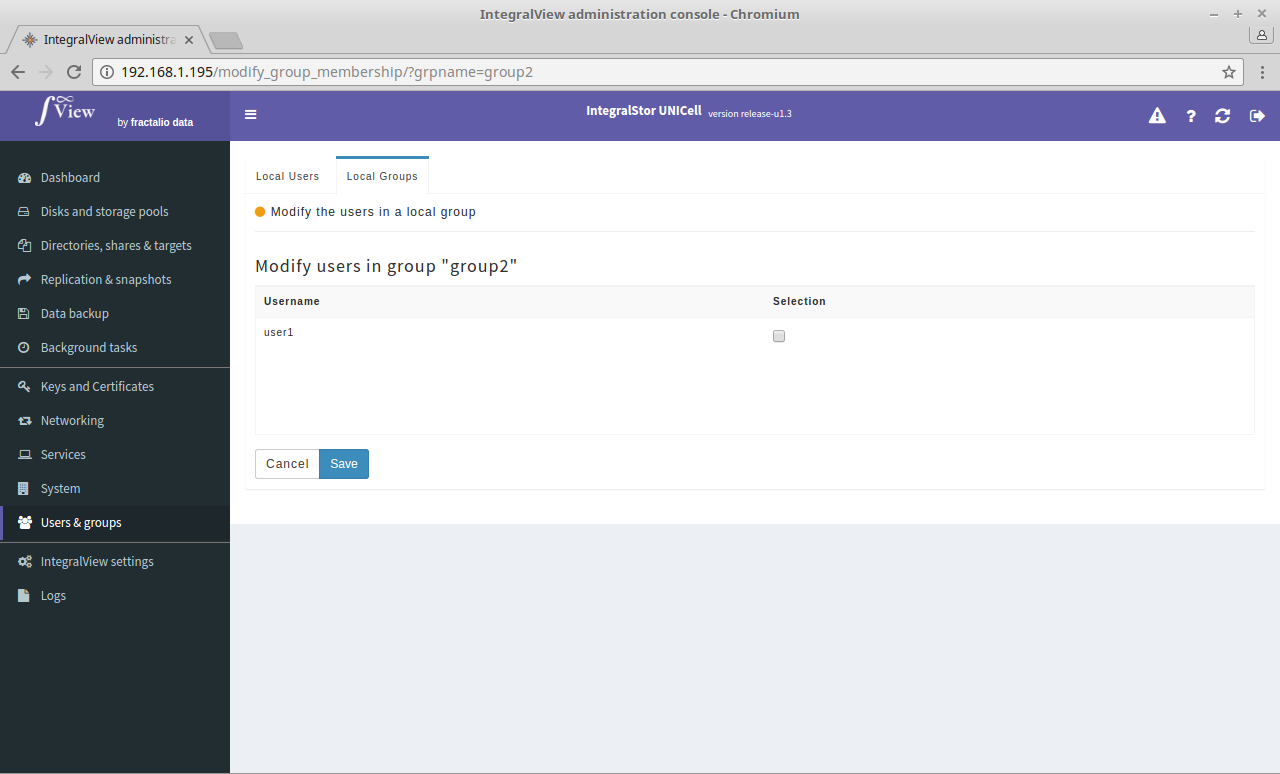 IntegralView administration console - Chromium
IntegralView administra
192.168.1.195/modify_group_membership/?grpname=group2
∫∞View by fractalio data
IntegralStor UNICell version release-u1.3
Dashboard
Disks and storage pools
Directories, shares & targets
Replication & snapshots
Data backup
Background tasks
Keys and Certificates
Networking
Services
System
Users & groups
IntegralView settings
Logs
Local Users Local Groups
Modify the users in a local group
Modify users in group "group2"
Username Selection
user1
Cancel Save